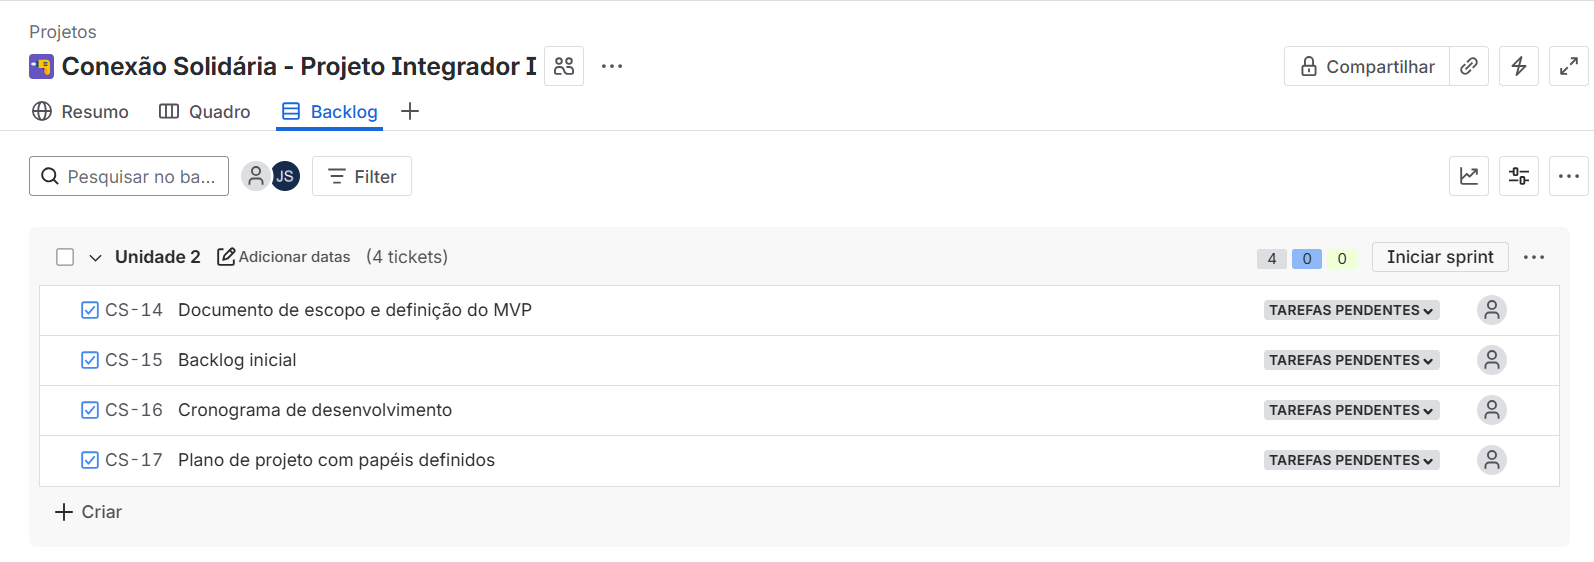 Projetos
Conexão Solidária - Projeto Integrador I
Compartilhar
Resumo Quadro Backlog
Pesquisar no ba... JS Filter
Unidade 2 Adicionar datas (4 tickets) 4 0 0 Iniciar sprint
CS-14 Documento de escopo e definição do MVP TAREFAS PENDENTES
CS-15 Backlog inicial TAREFAS PENDENTES
CS-16 Cronograma de desenvolvimento TAREFAS PENDENTES
CS-17 Plano de projeto com papéis definidos TAREFAS PENDENTES
Criar